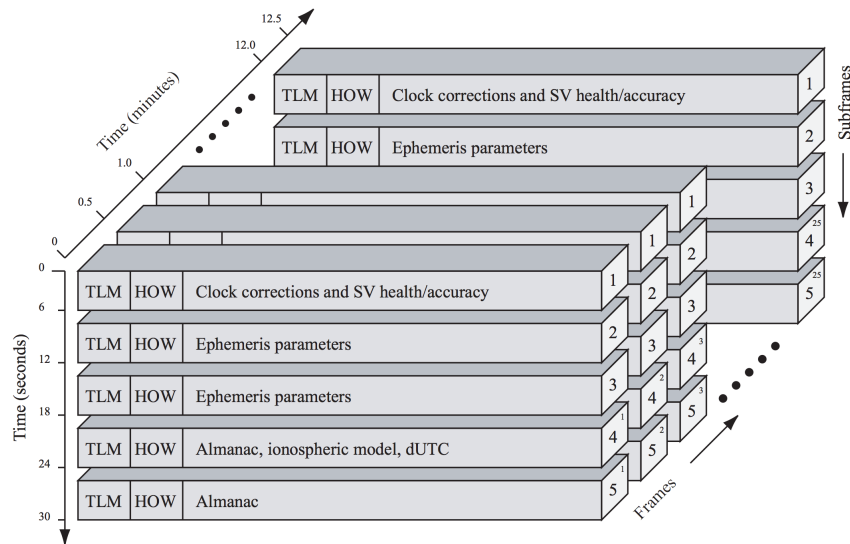 12.5
12.0
Time (minutes)
1.0
0.5
0
TLM HOW Clock corrections and SV health/accuracy 1
TLM HOW Ephemeris parameters 2
3
4 25
5 25
Subframes
1
2
3
4 3
5 3
1
2
3
4 2
5 2
0
6
12
18
24
30
Time (seconds)
TLM HOW Clock corrections and SV health/accuracy 1
TLM HOW Ephemeris parameters 2
TLM HOW Ephemeris parameters 3
TLM HOW Almanac, ionospheric model, dUTC 4 1
TLM HOW Almanac 5 1
Frames